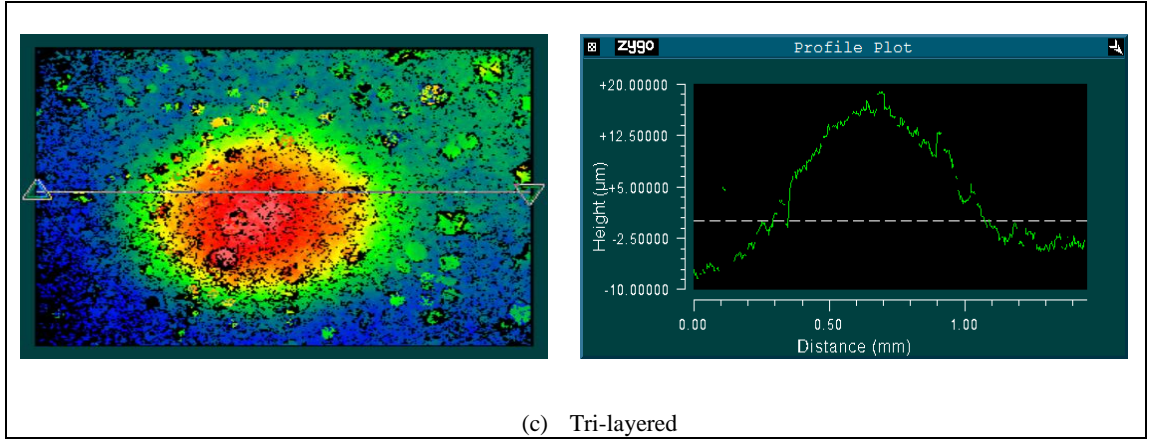 zygo
Profile Plot
+20.00000
+12.50000
+5.00000
-2.50000
-10.00000
Height (µm)
0.00
0.50
1.00
Distance (mm)
(c) Tri-layered